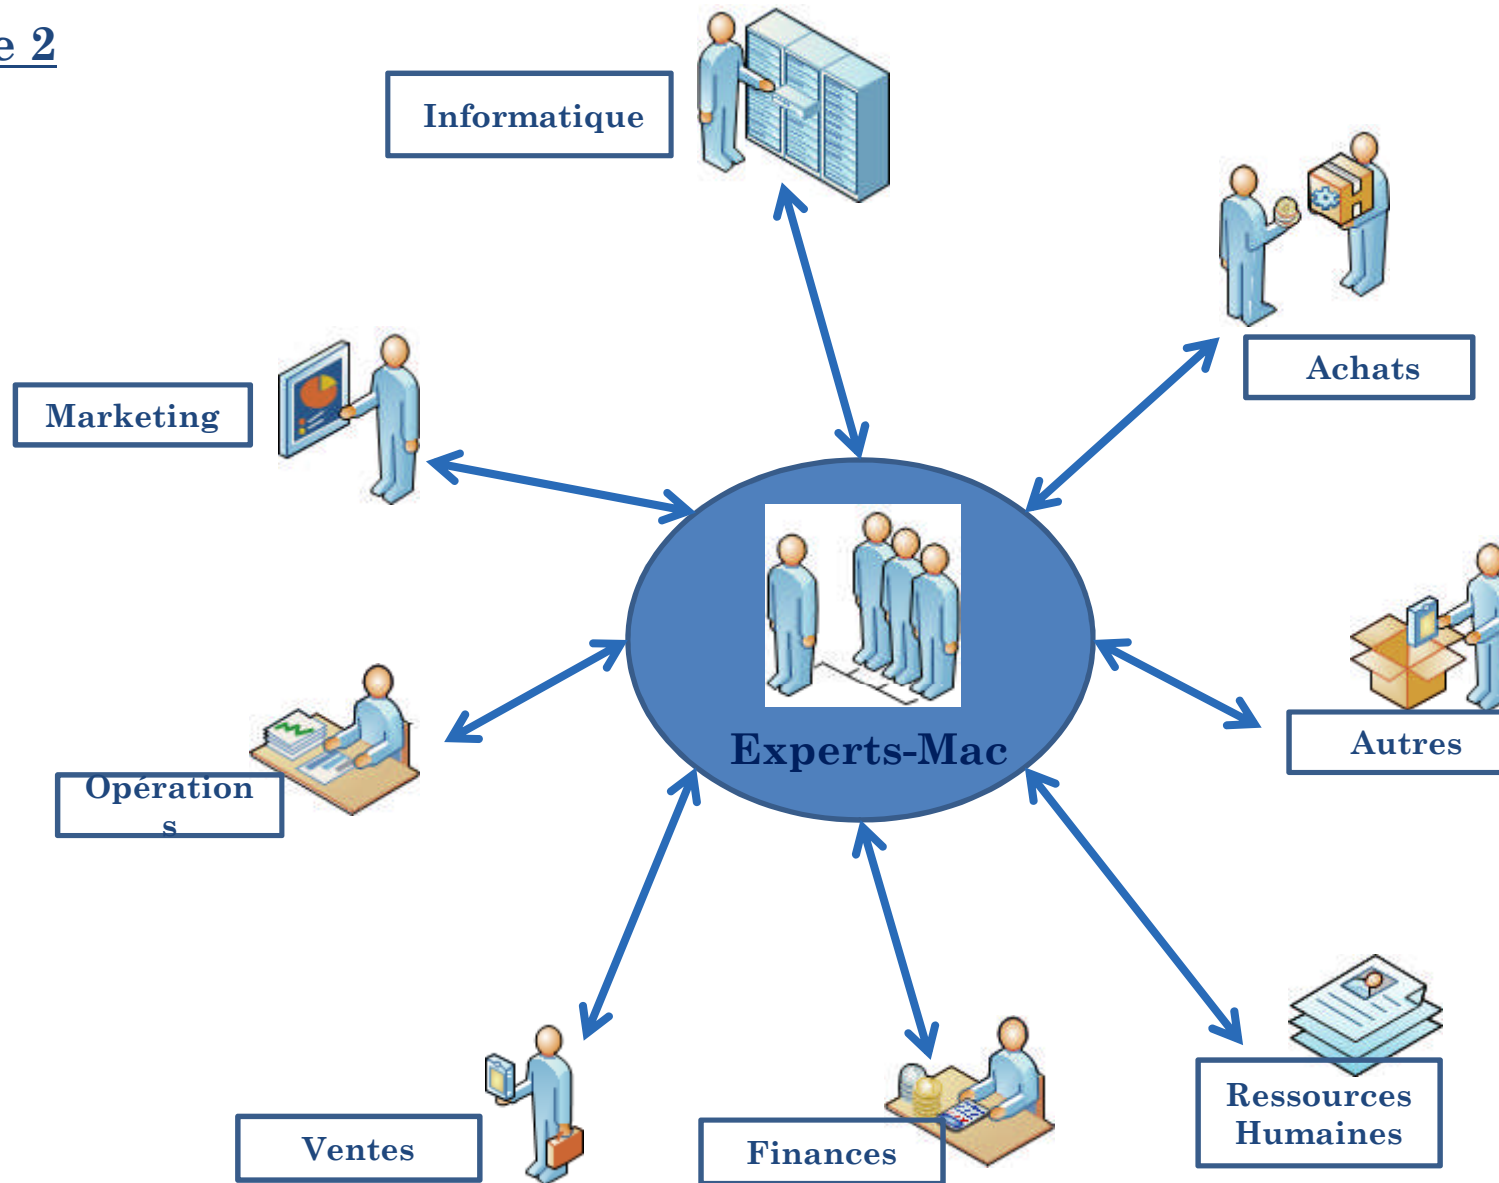 e 2
Informatique
Achats
Marketing
Experts-Mac
Autres
Opération
s
Ressources
Humaines
Ventes
Finances